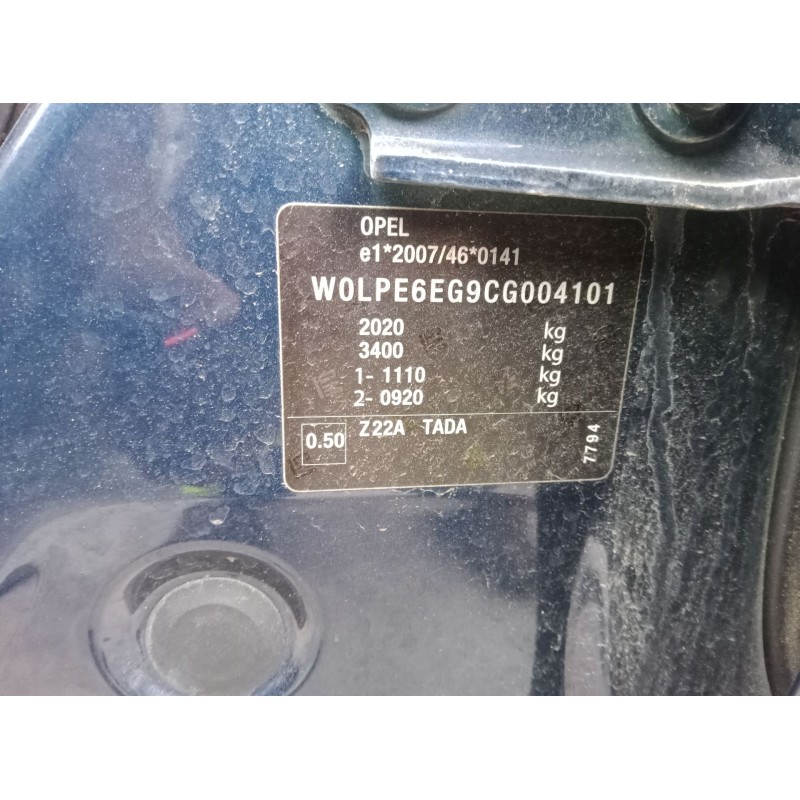 OPEL
e1*2007/46*0141
W0LPE6EG9CG004101
2020 kg
3400 kg
1- 1110 kg
2- 0920 kg
0.50 Z22A TADA
7794